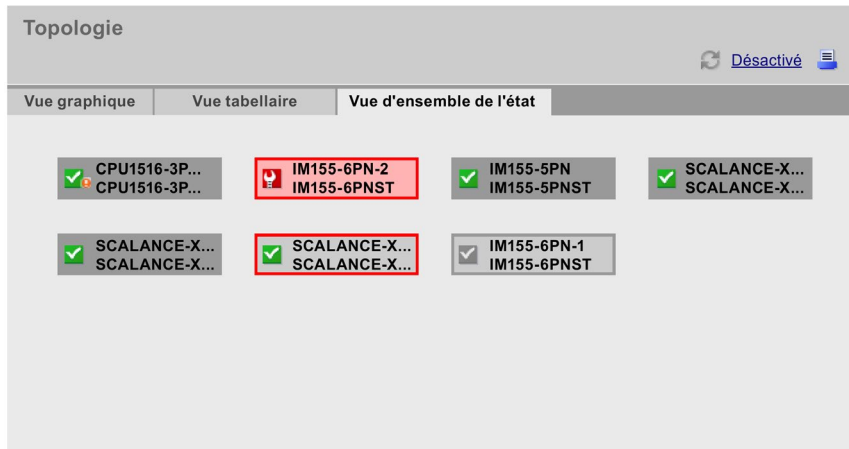 Topologie
Désactivé
Vue graphique Vue tabellaire Vue d'ensemble de l'état
CPU1516-3P... IM155-6PN-2 IM155-5PN SCALANCE-X...
CPU1516-3P... IM155-6PNST IM155-5PNST SCALANCE-X...
SCALANCE-X... SCALANCE-X... IM155-6PN-1
SCALANCE-X... SCALANCE-X... IM155-6PNST